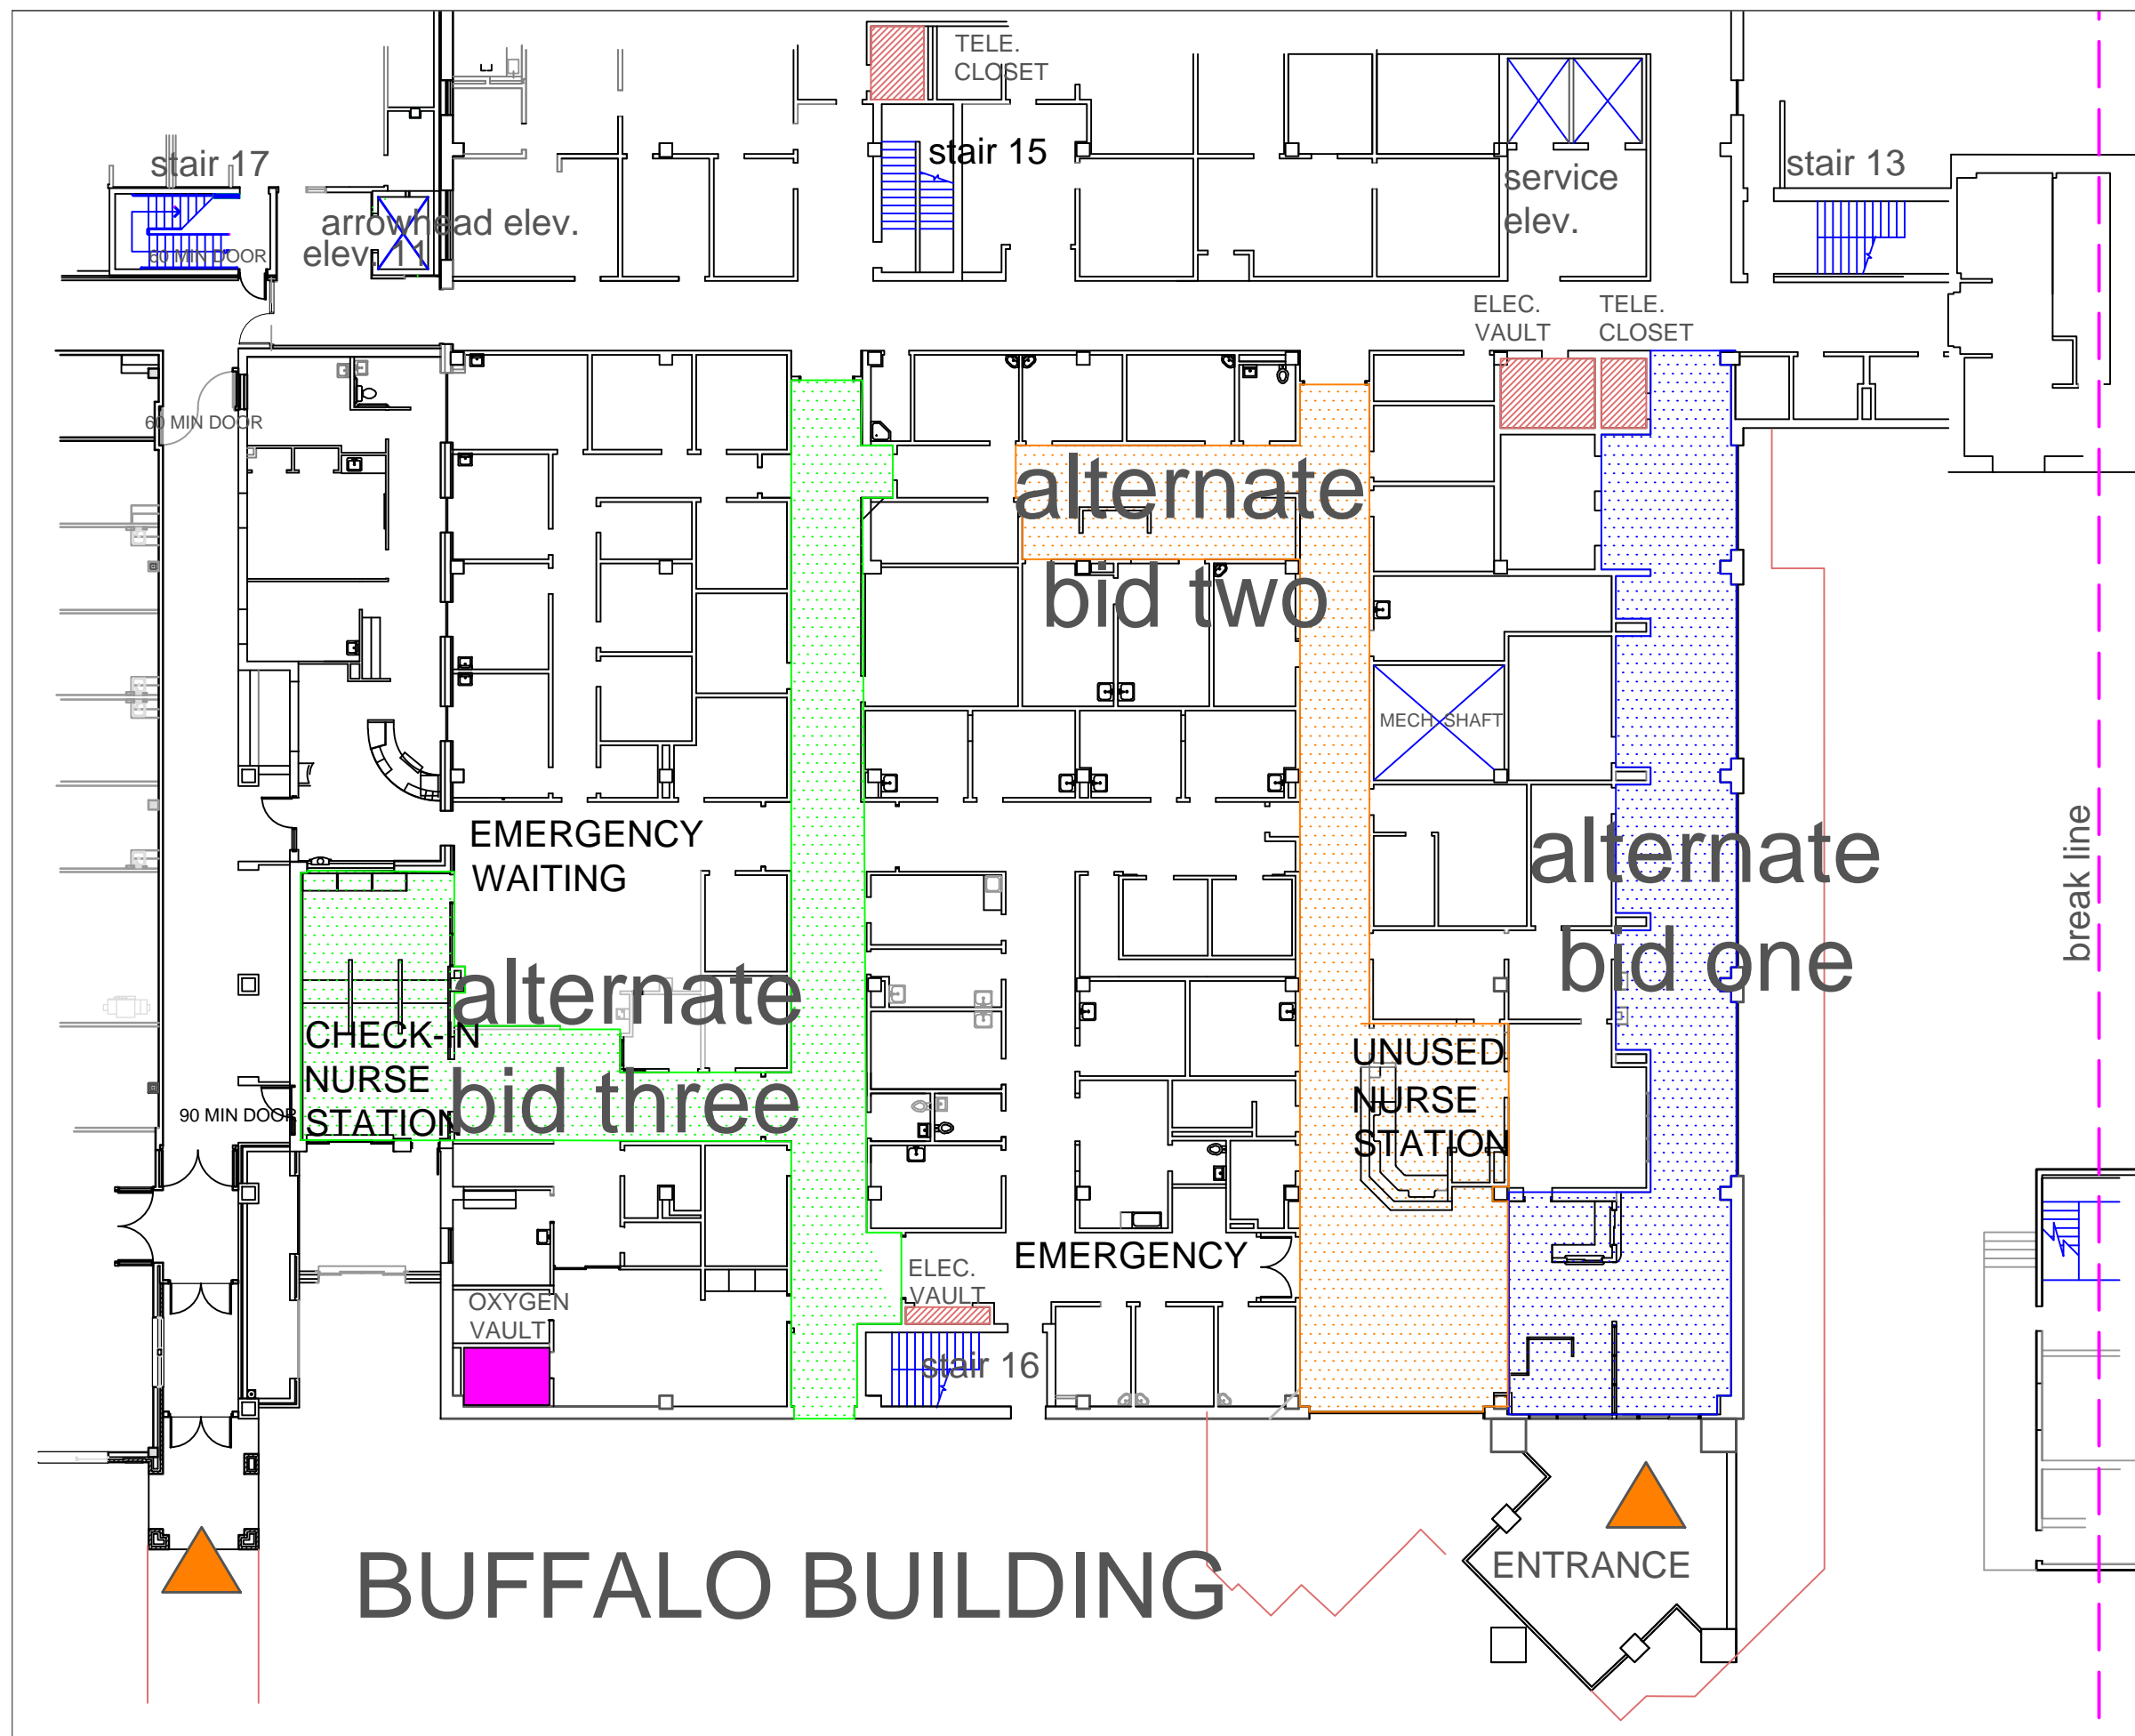 TELE.
CLOSET
stair 17
stair 15
stair 13
service
elev.
arrowhead elev.
elev. 11
60 MIN DOOR
ELEC.
VAULT
TELE.
CLOSET
60 MIN DOOR
alternate
bid two
MECH. SHAFT
EMERGENCY
WAITING
alternate
bid one
break line
alternate
bid three
CHECK-IN
NURSE
STATION
90 MIN DOOR
UNUSED
NURSE
STATION
EMERGENCY
ELEC.
VAULT
OXYGEN
VAULT
stair 16
BUFFALO BUILDING
ENTRANCE